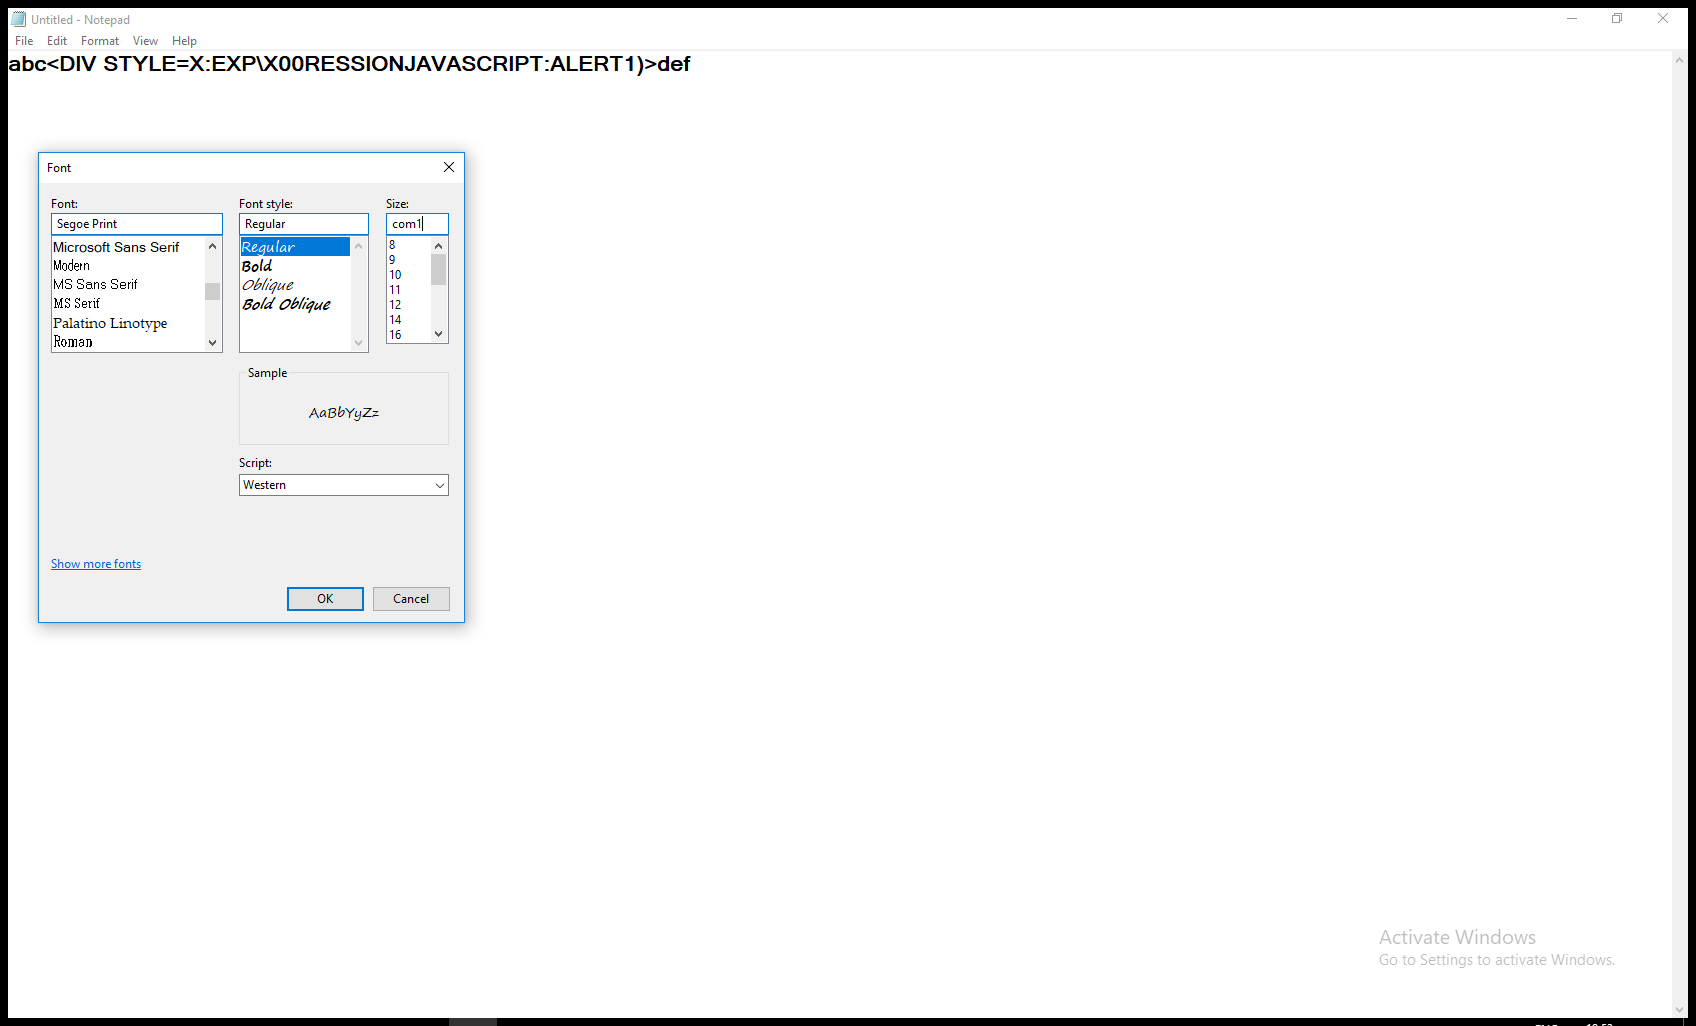 Untitled - Notepad
File Edit Format View Help
abc<DIV STYLE=X:EXP\X00RESSIONJAVASCRIPT:ALERT1)>def
Font
Font: Font style: Size:
Segoe Print Regular com1
Microsoft Sans Serif Regular 8
Modern Bold 9
MS Sans Serif Oblique 10
MS Serif Bold Oblique 11
Palatino Linotype 12
Roman 14
16
Sample
AaBbYyZz
Script:
Western
Show more fonts
OK Cancel
Activate Windows
Go to Settings to activate Windows.